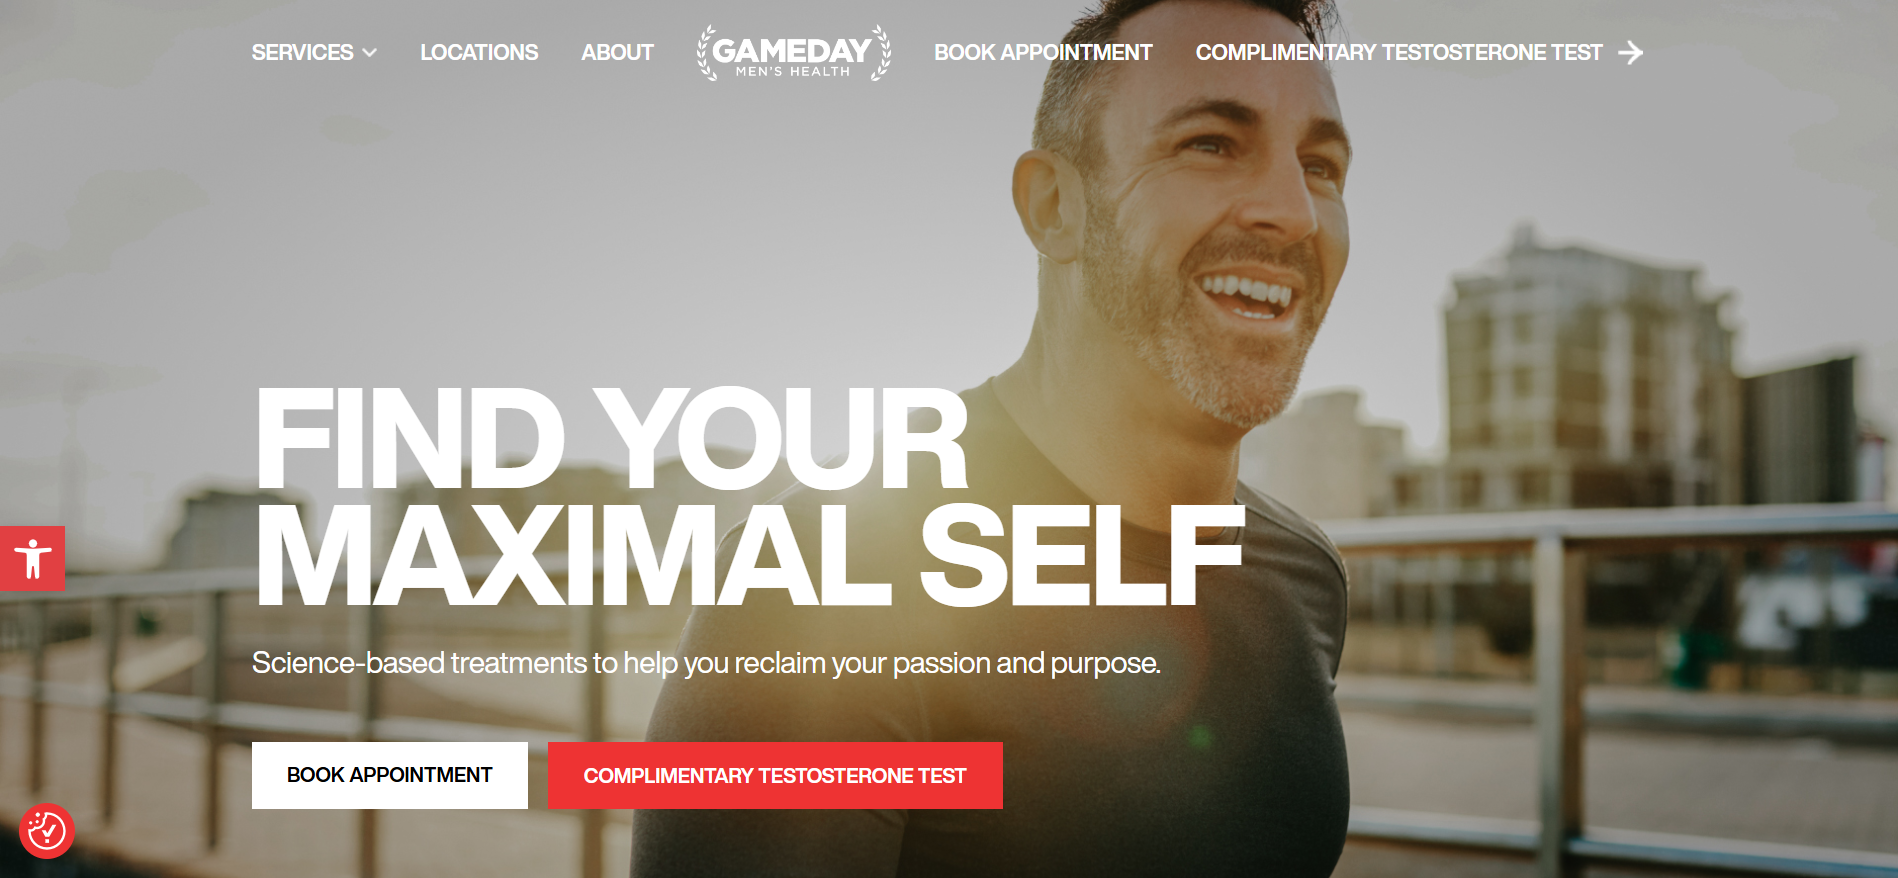 SERVICES
LOCATIONS
ABOUT
GAMEDAY
MEN'S HEALTH
BOOK APPOINTMENT
COMPLIMENTARY TESTOSTERONE TEST
FIND YOUR
MAXIMAL SELF
Science-based treatments to help you reclaim your passion and purpose.
BOOK APPOINTMENT
COMPLIMENTARY TESTOSTERONE TEST